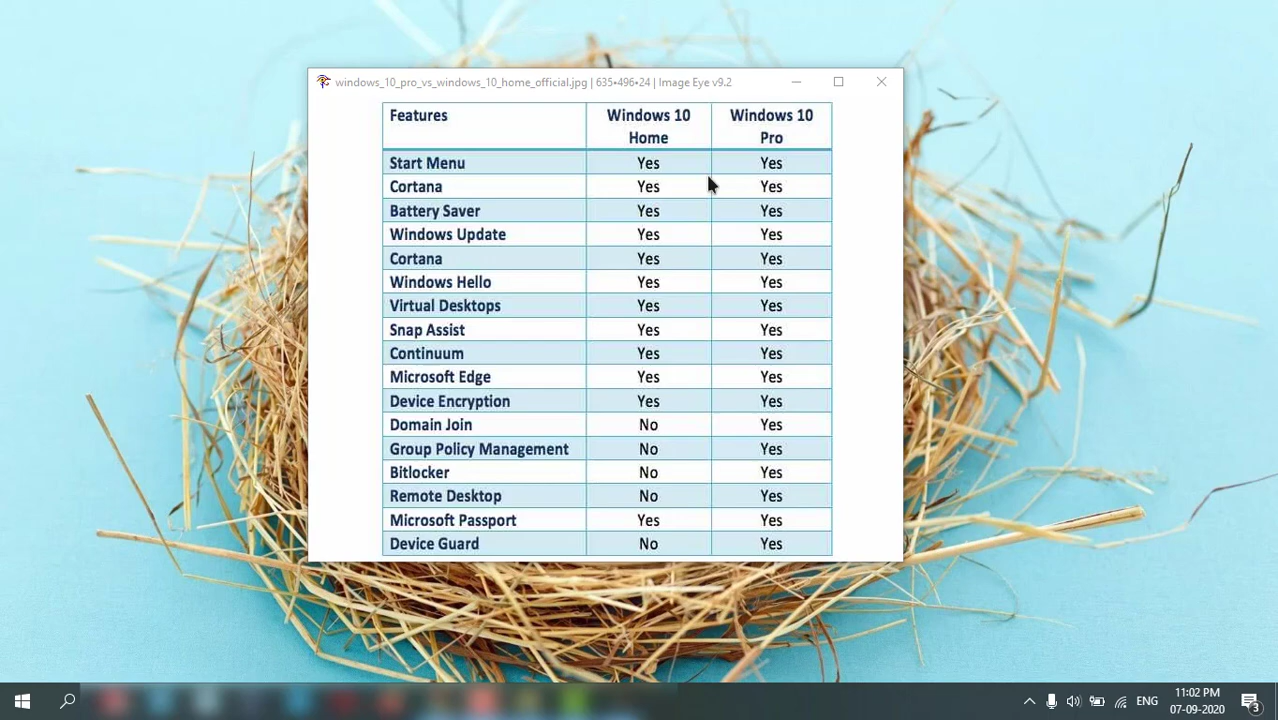 windows_10_pro_vs_windows_10_home_official.jpg | 635•496•24 | Image Eye v9.2
Features Windows 10 Home Windows 10 Pro
Start Menu Yes Yes
Cortana Yes Yes
Battery Saver Yes Yes
Windows Update Yes Yes
Cortana Yes Yes
Windows Hello Yes Yes
Virtual Desktops Yes Yes
Snap Assist Yes Yes
Continuum Yes Yes
Microsoft Edge Yes Yes
Device Encryption Yes Yes
Domain Join No Yes
Group Policy Management No Yes
Bitlocker No Yes
Remote Desktop No Yes
Microsoft Passport Yes Yes
Device Guard No Yes
ENG
11:02 PM
07-09-2020
3